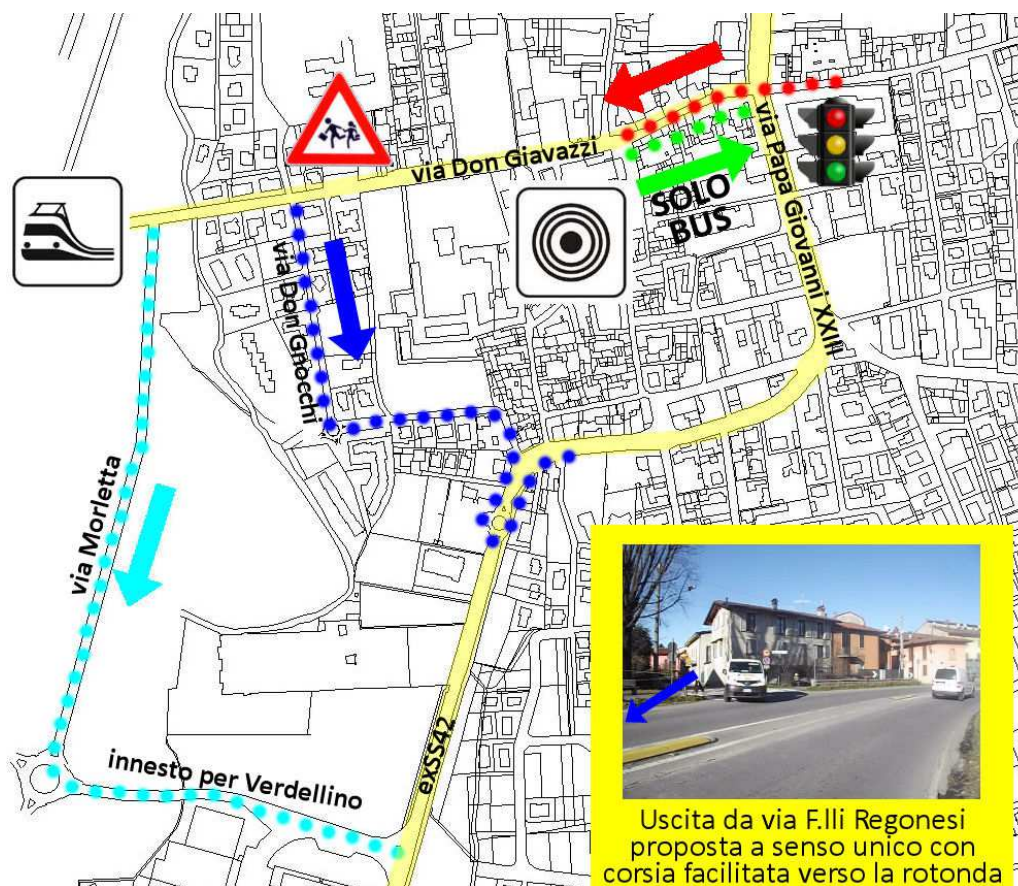 via Don Giavazzi
SOLO
BUS
via Papa Giovanni XXIII
via Don Gnocchi
via Morletta
innesto per Verdellino
exSS42
Uscita da via F.lli Regonesi
proposta a senso unico con
corsia facilitata verso la rotonda